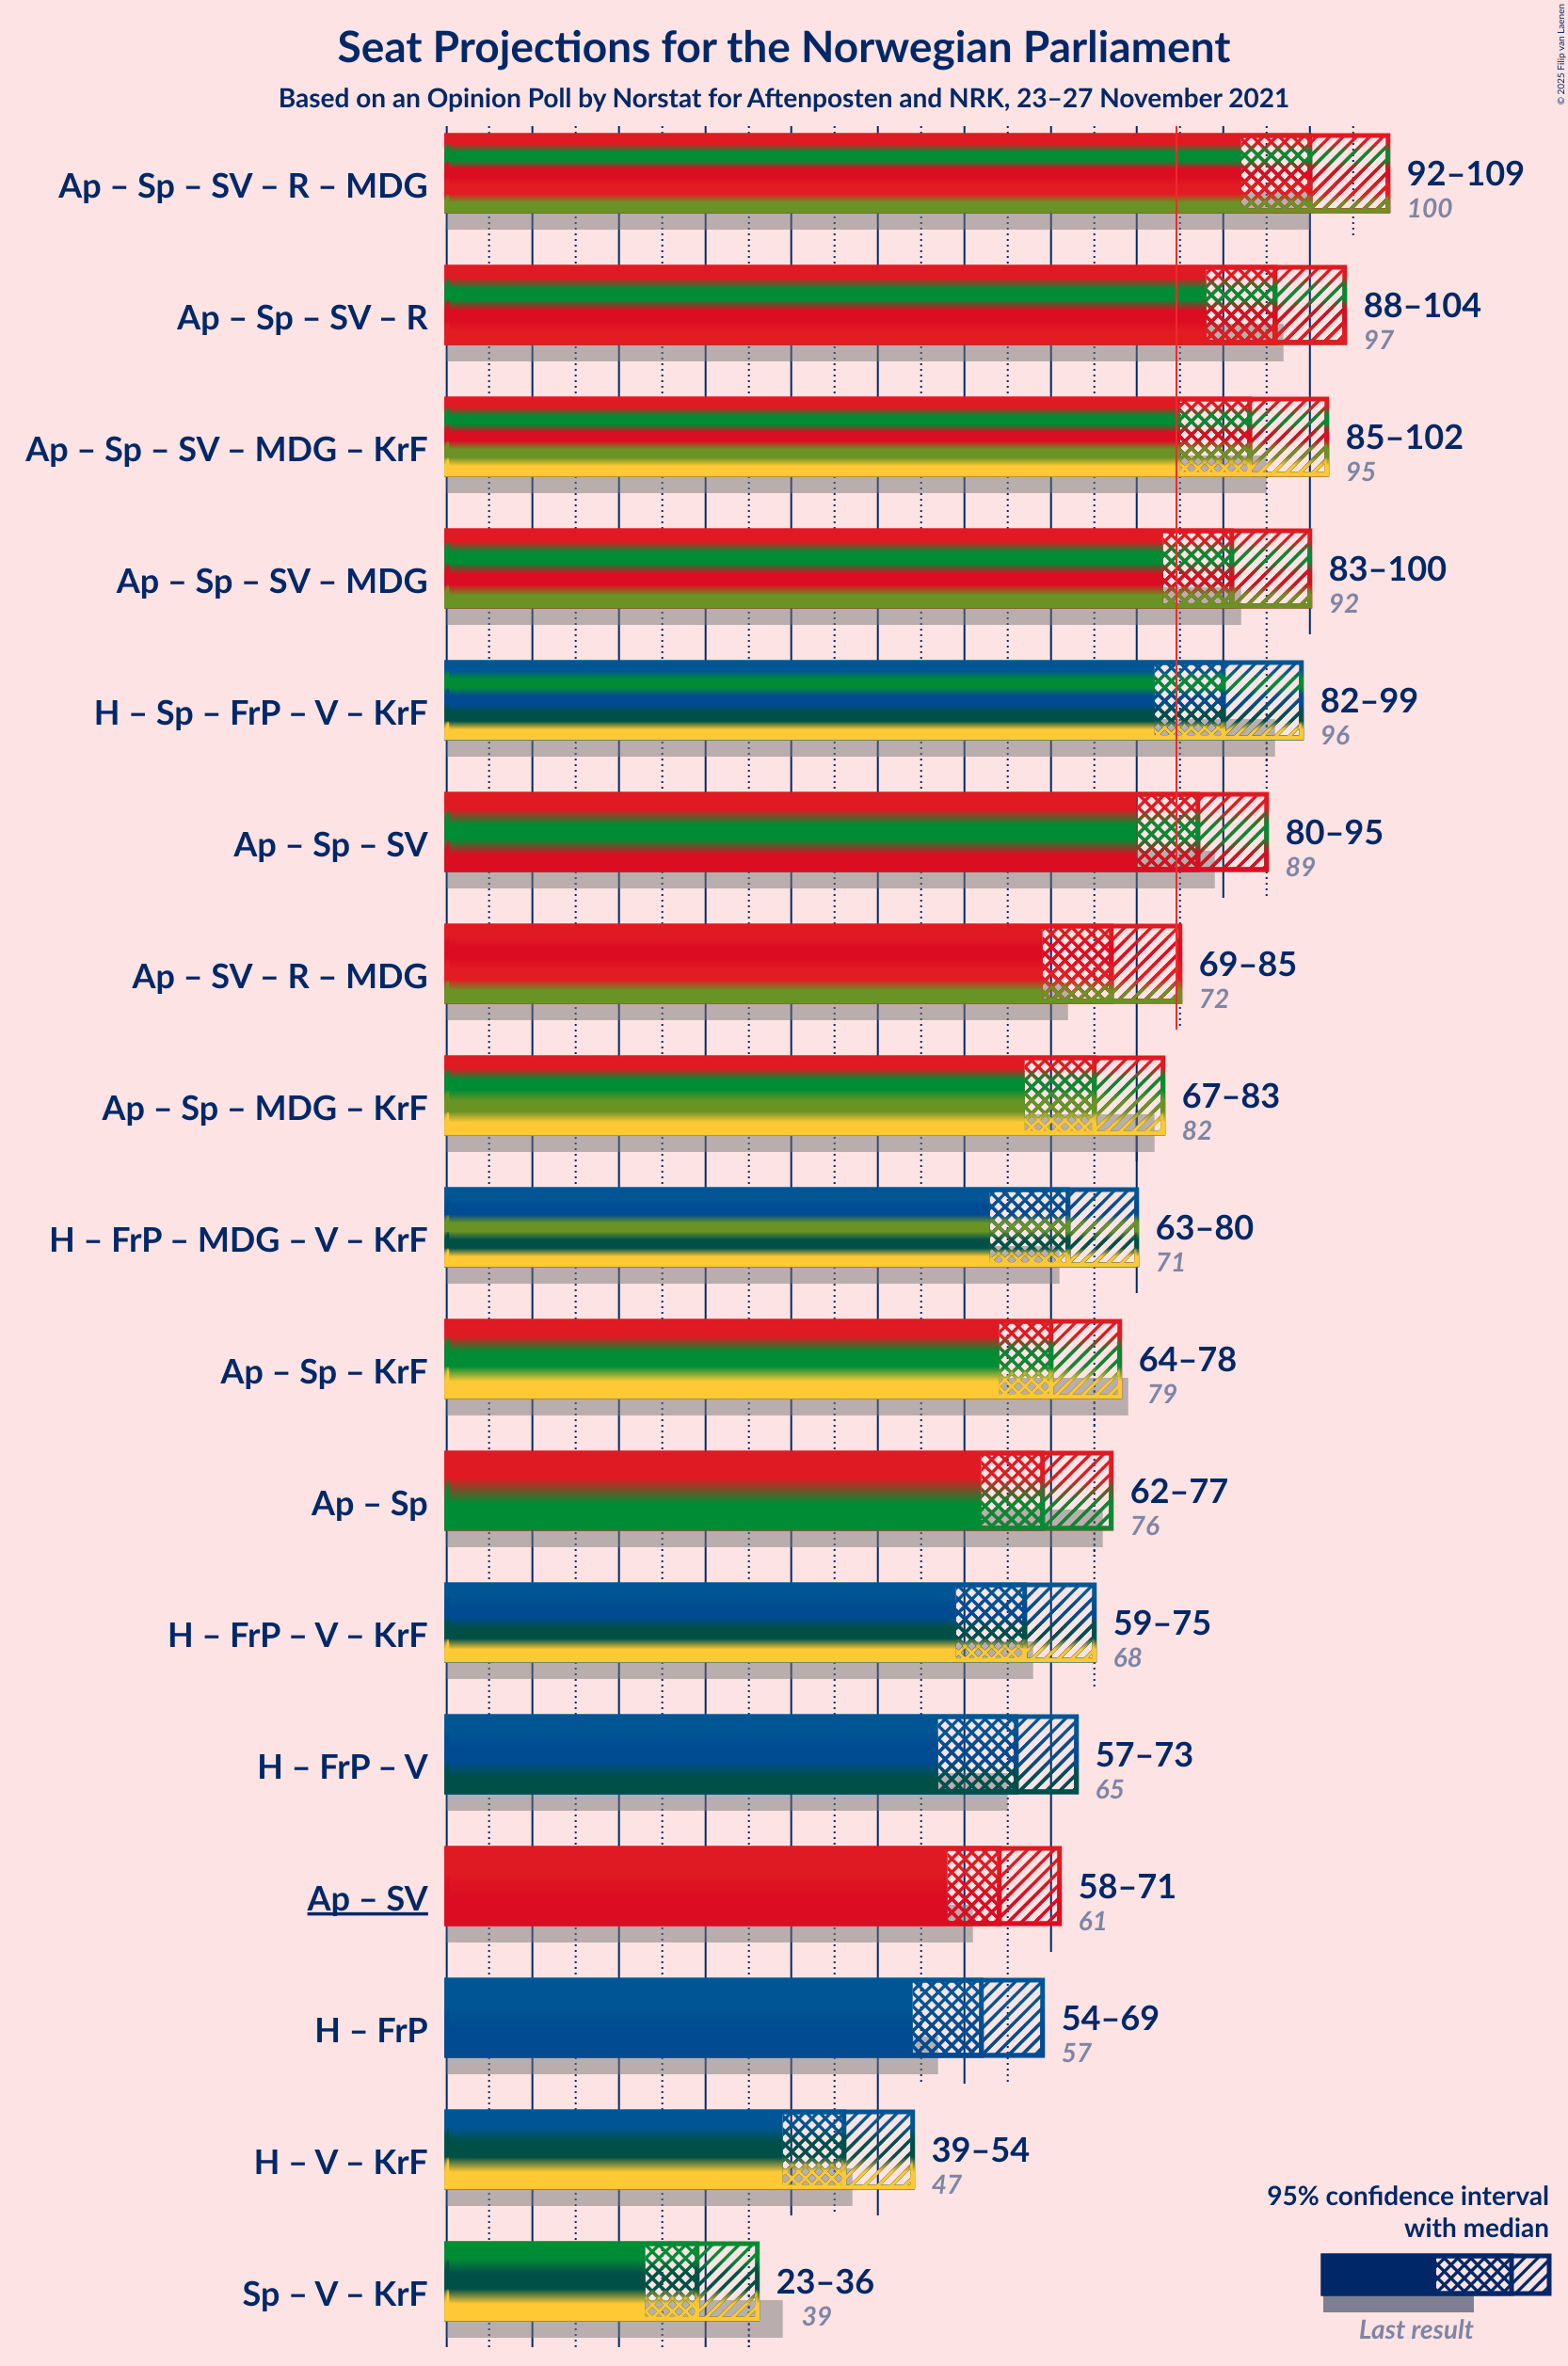 Seat Projections for the Norwegian Parliament
Based on an Opinion Poll by Norstat for Aftenposten and NRK, 23–27 November 2021
© 2025 Filip van Laenen
Ap – Sp – SV – R – MDG
92–109
100
Ap – Sp – SV – R
88–104
97
Ap – Sp – SV – MDG – KrF
85–102
95
Ap – Sp – SV – MDG
83–100
92
H – Sp – FrP – V – KrF
82–99
96
Ap – Sp – SV
80–95
89
Ap – SV – R – MDG
69–85
72
Ap – Sp – MDG – KrF
67–83
82
H – FrP – MDG – V – KrF
63–80
71
Ap – Sp – KrF
64–78
79
Ap – Sp
62–77
76
H – FrP – V – KrF
59–75
68
H – FrP – V
57–73
65
Ap – SV
58–71
61
H – FrP
54–69
57
H – V – KrF
39–54
47
Sp – V – KrF
23–36
39
95% confidence interval
with median
Last result